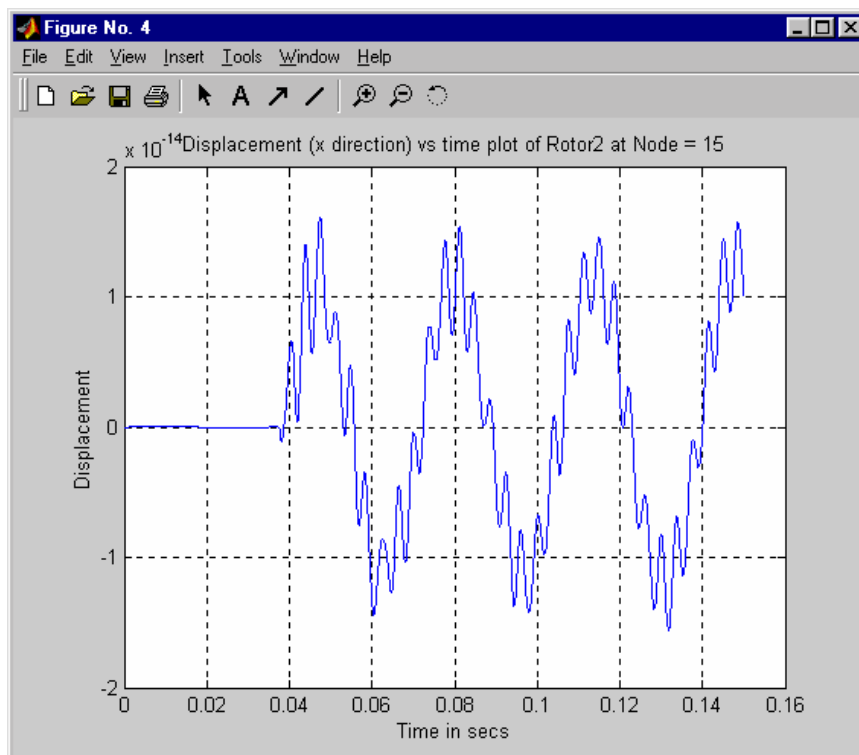 Figure No. 4
File Edit View Insert Tools Window Help
A
x 10^-14 Displacement (x direction) vs time plot of Rotor2 at Node = 15
2
1
0
-1
-2
Displacement
0 0.02 0.04 0.06 0.08 0.1 0.12 0.14 0.16
Time in secs